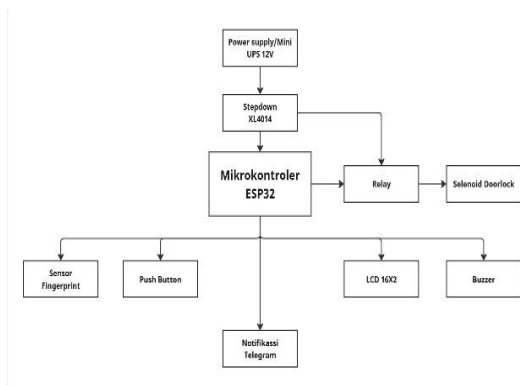 Power supply/Mini
UPS 12V
Stepdown
XL4014
Mikrokontroler
ESP32
Relay
Selenoid Doorlock
Sensor
Fingerprint
Push Button
LCD 16X2
Buzzer
Notifikassi
Telegram